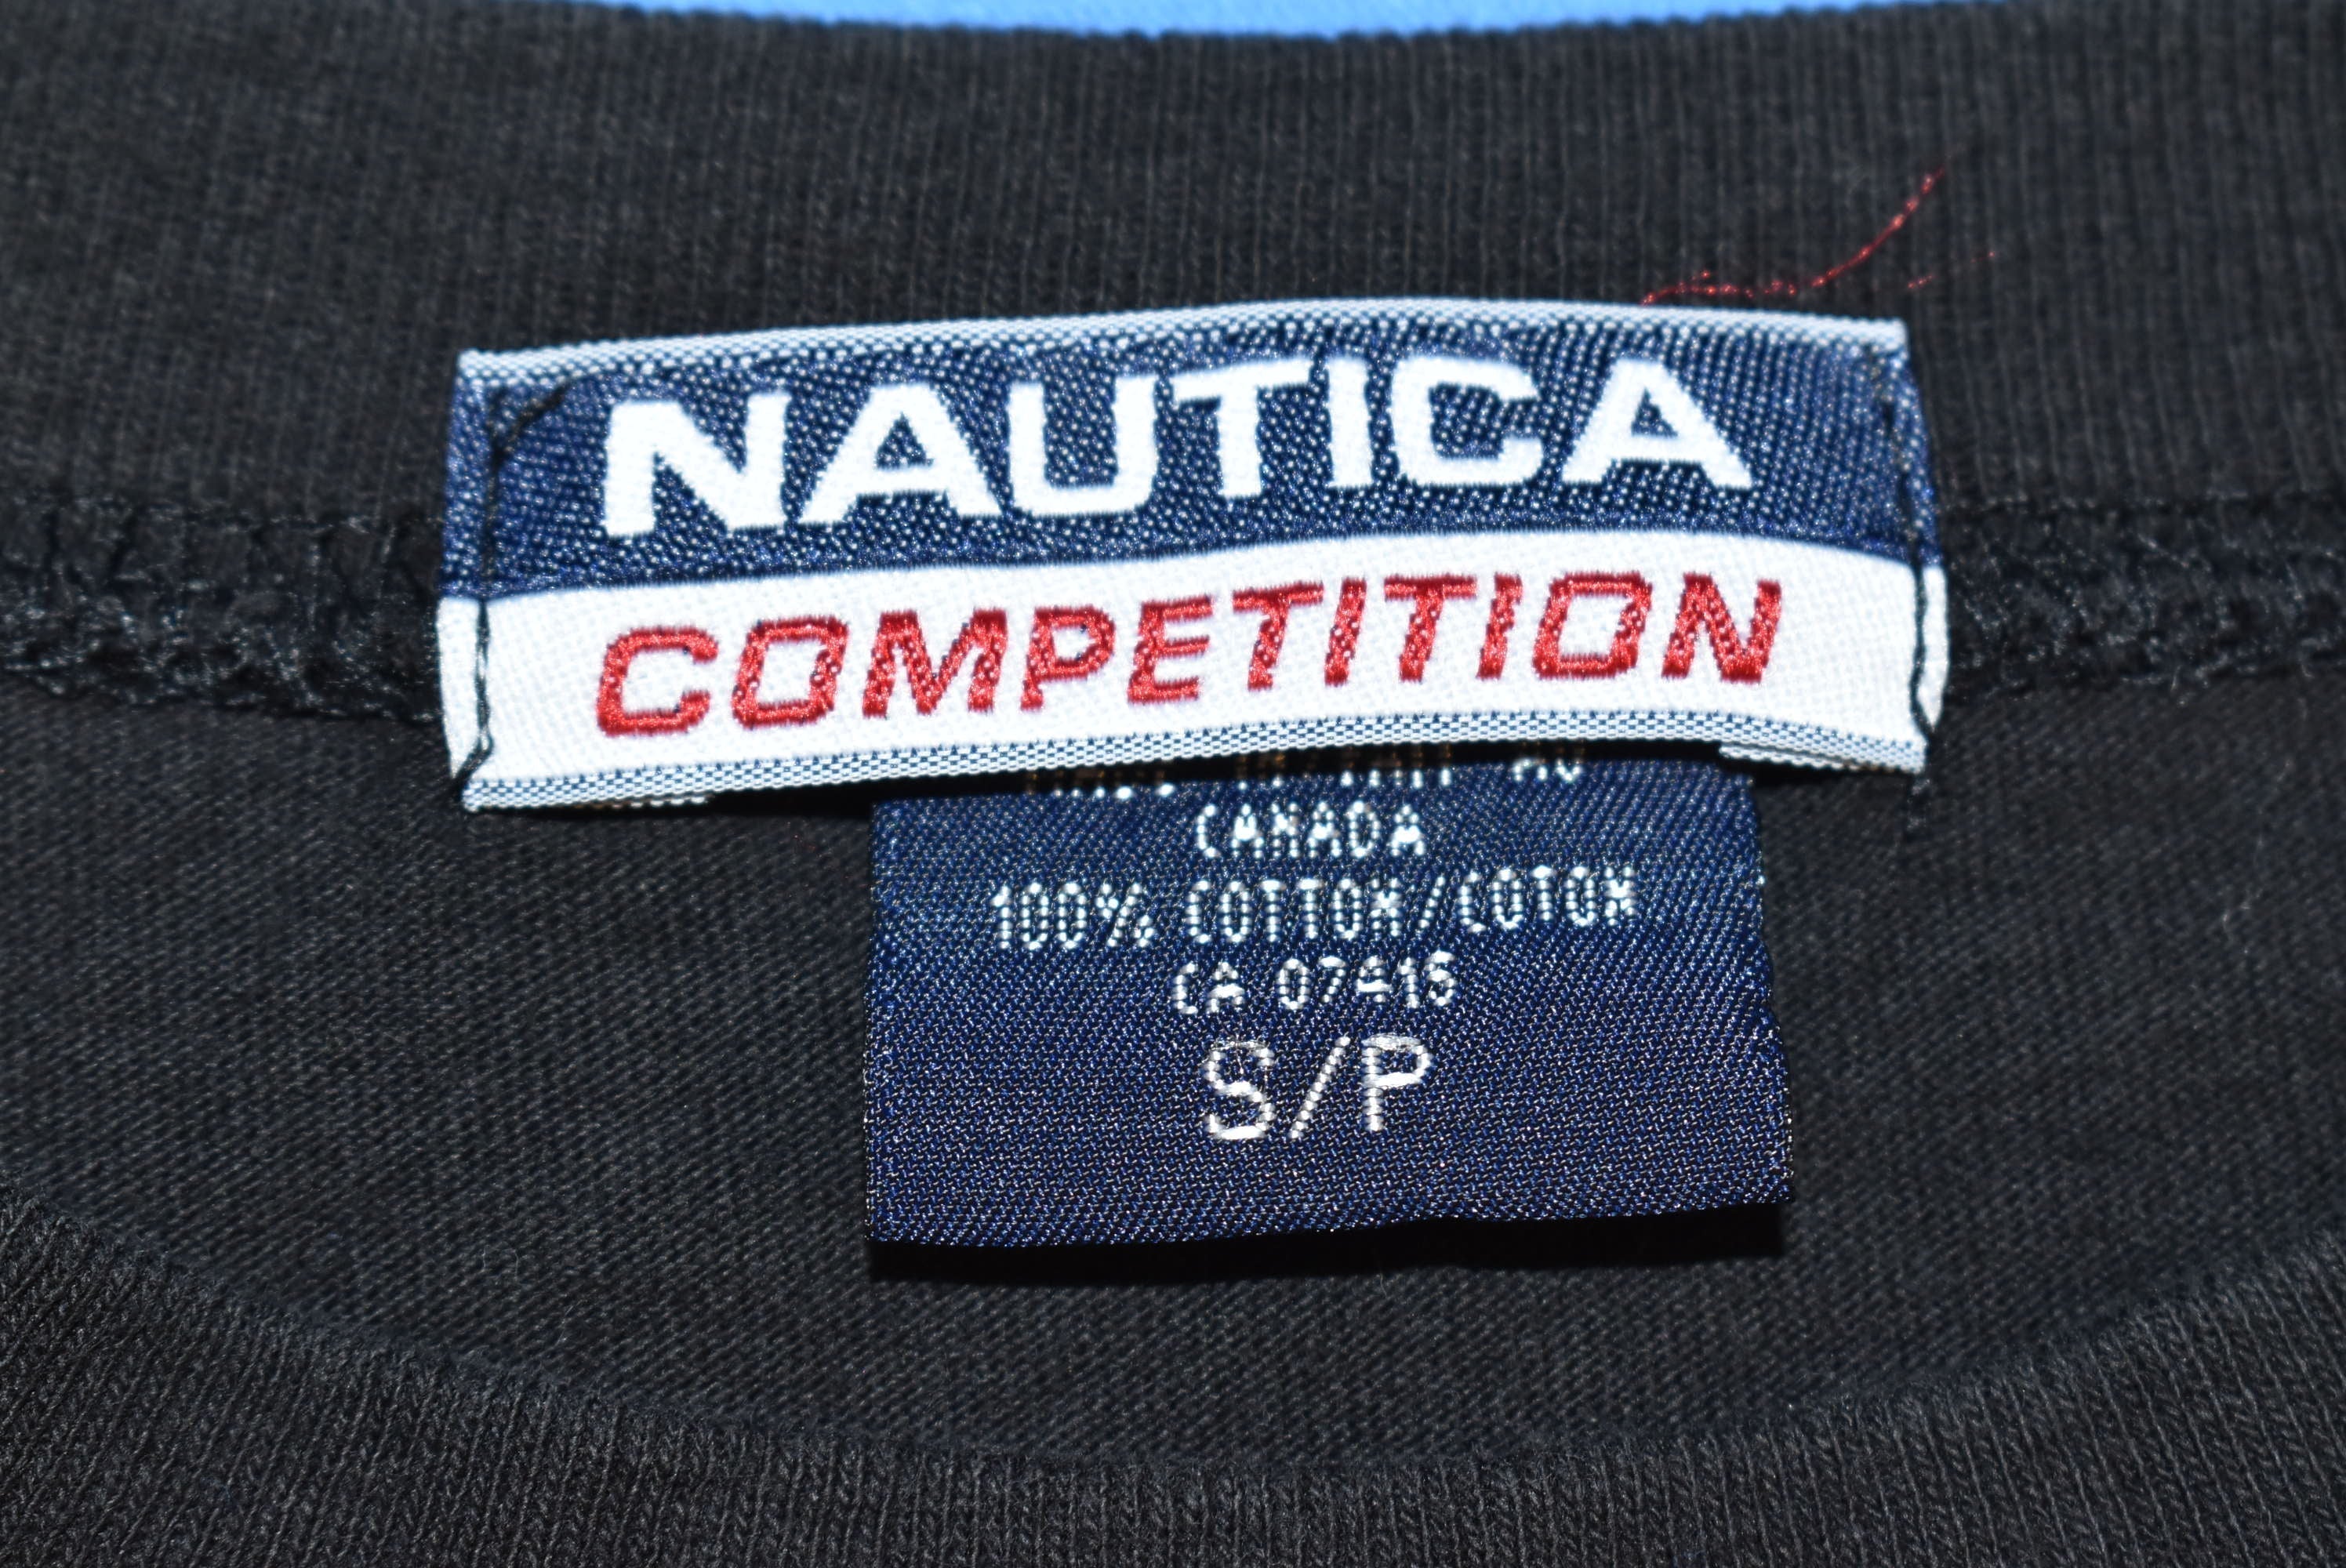 NAUTICA
COMPETITION
CANADA
100% COTTON/COTON
CA 07415
S/P